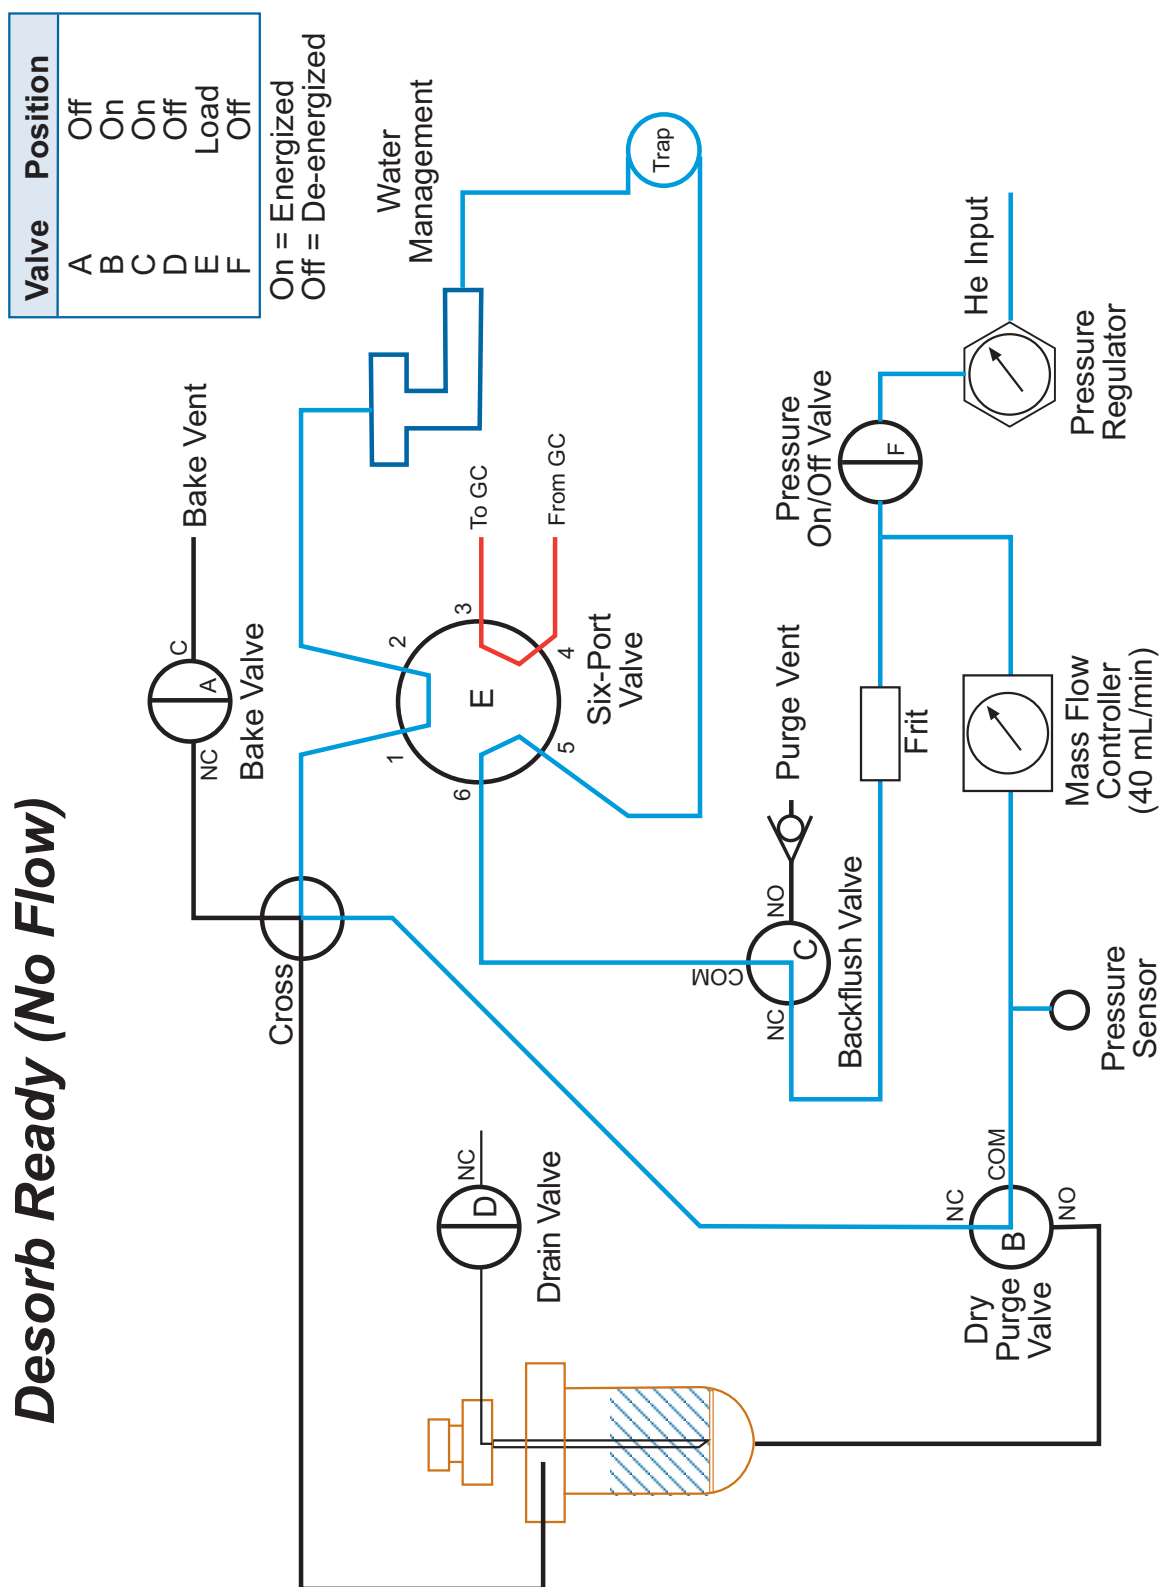 Desorb Ready (No Flow)
Valve Position
A Off
B On
C On
D Off
E Load
F Off
On = Energized
Off = De-energized
Bake Vent
C
A
NC
Bake Valve
Cross
Water
Management
Trap
To GC
From GC
1
2
3
4
5
6
E
Six-Port
Valve
NC
D
Drain Valve
Purge Vent
NO
C
COM
NC
Backflush Valve
Pressure
On/Off Valve
F
He Input
Pressure
Regulator
Frit
Mass Flow
Controller
(40 mL/min)
Pressure
Sensor
NC
COM
NO
B
Dry
Purge
Valve